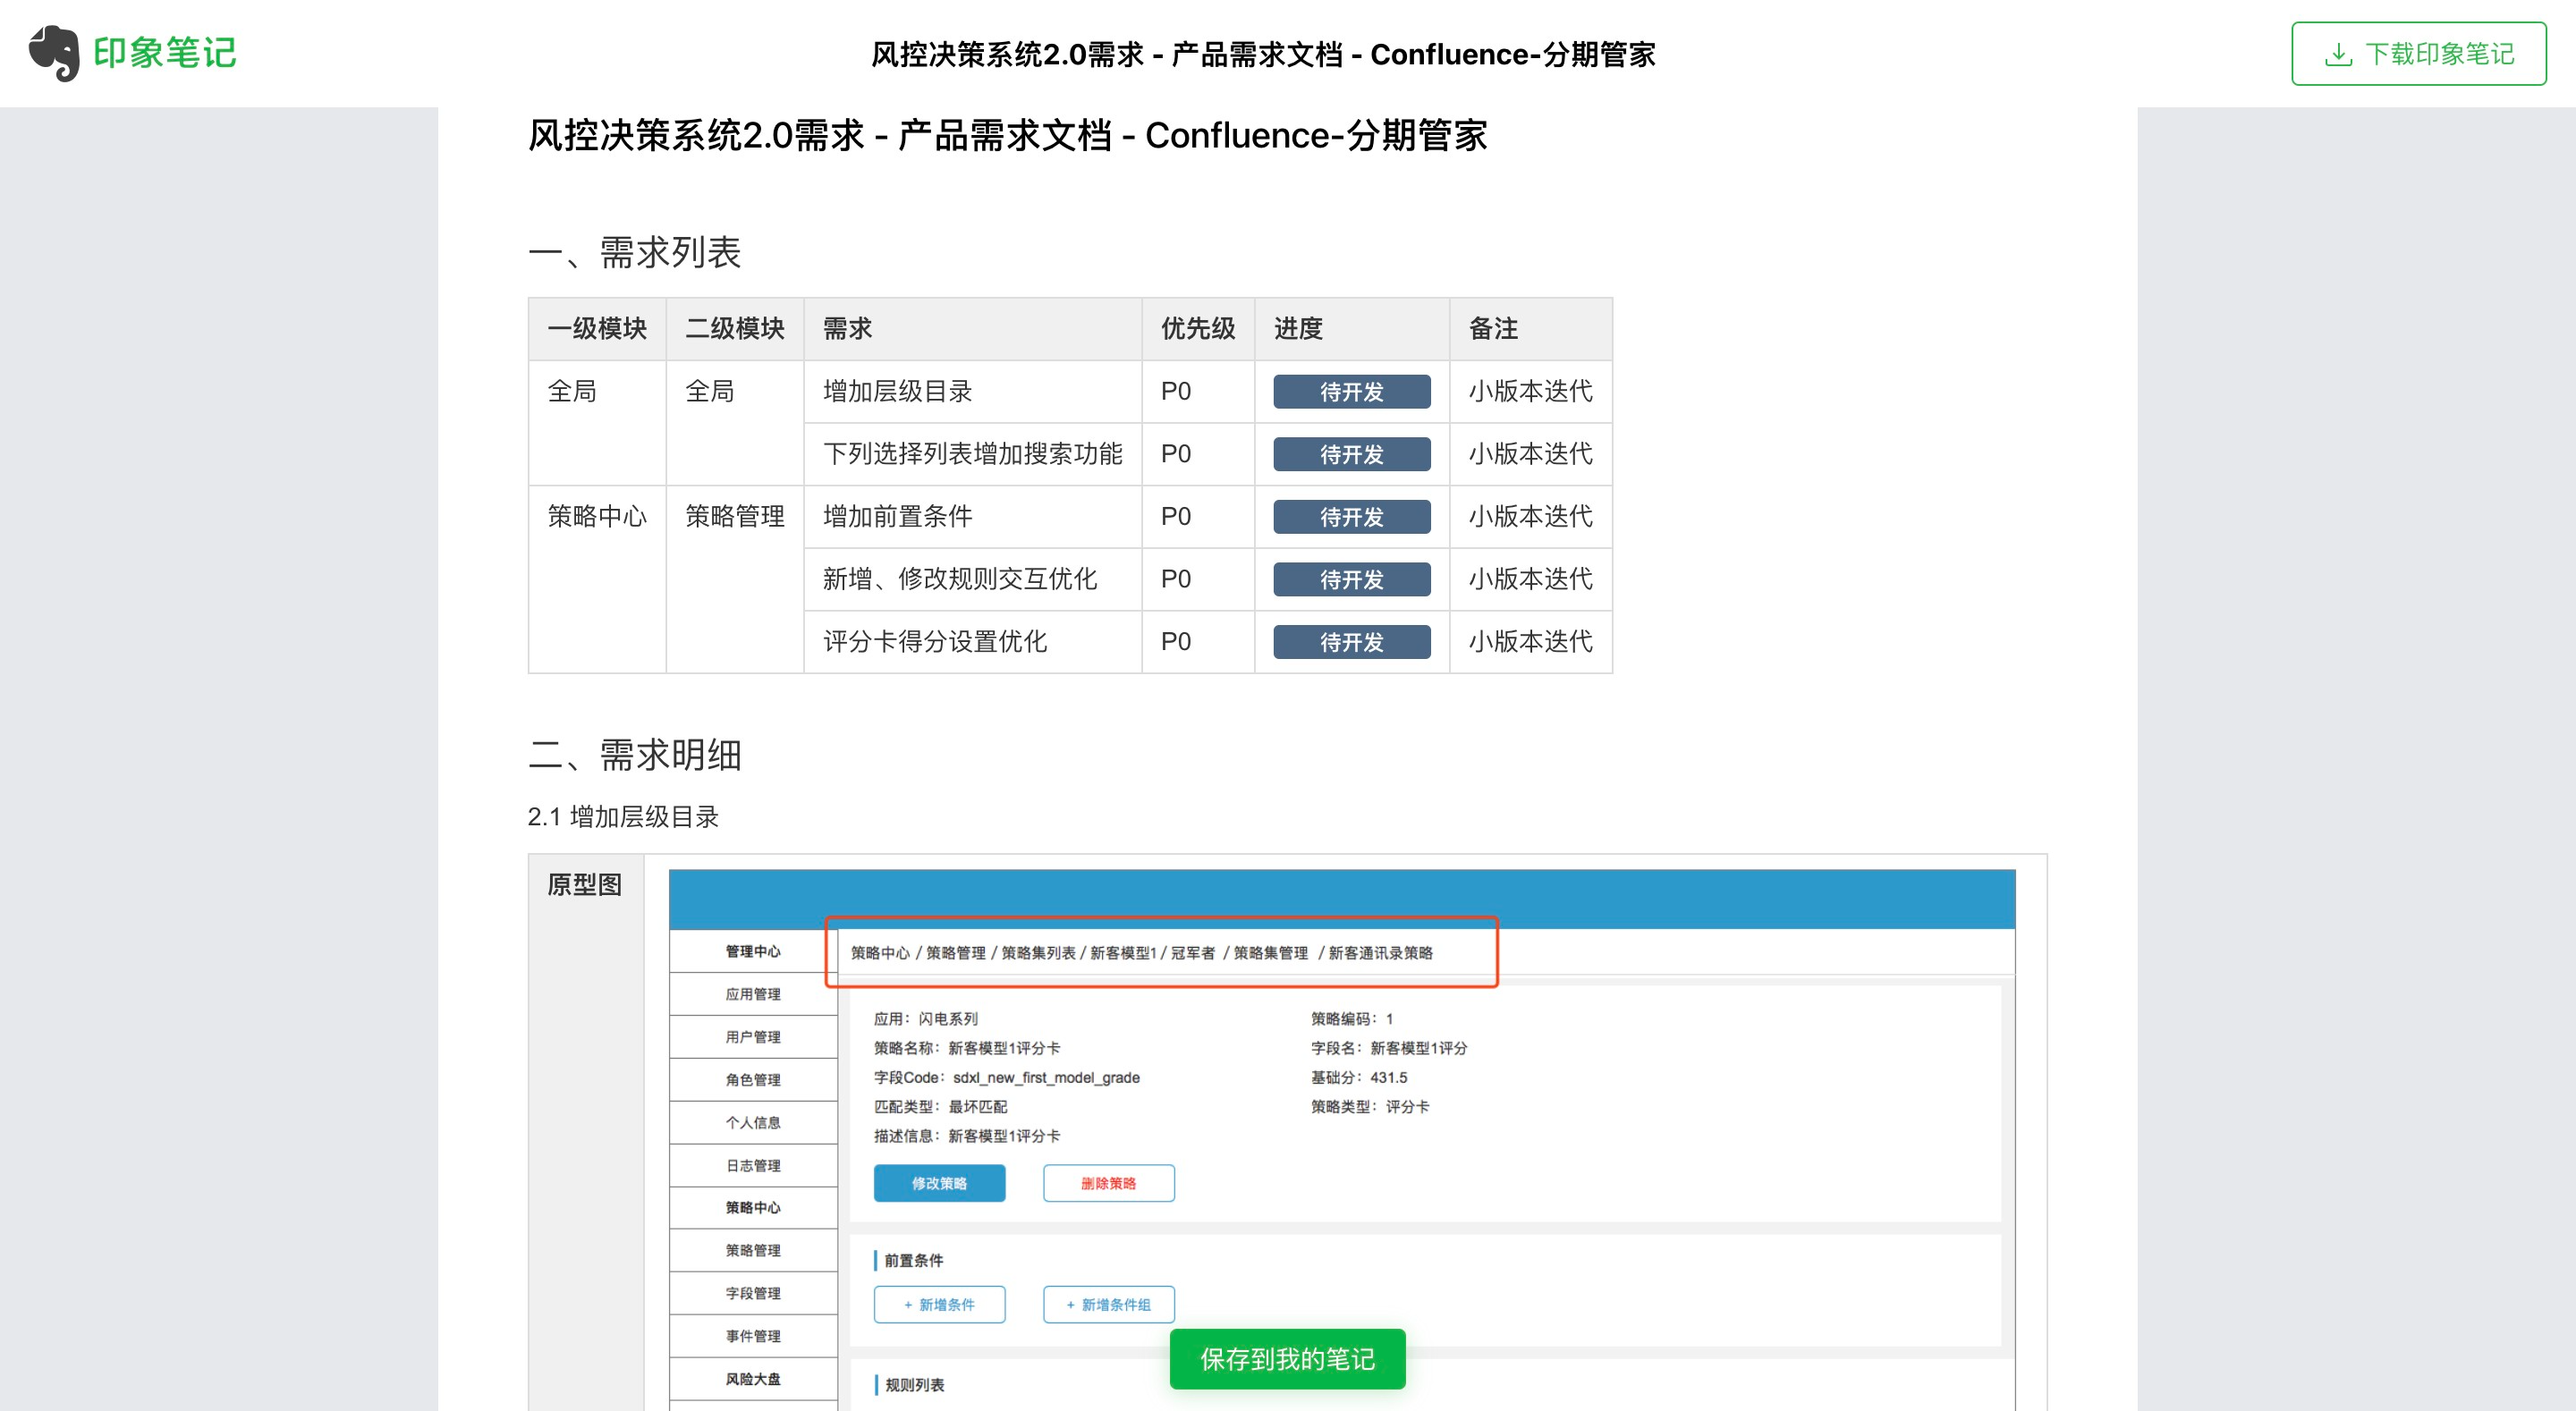 印象笔记
风控决策系统2.0需求 - 产品需求文档 - Confluence-分期管家
下载印象笔记
风控决策系统2.0需求 - 产品需求文档 - Confluence-分期管家
一、需求列表
一级模块 二级模块 需求 优先级 进度 备注
全局 全局 增加层级目录 P0 待开发 小版本迭代
下列选择列表增加搜索功能 P0 待开发 小版本迭代
策略中心 策略管理 增加前置条件 P0 待开发 小版本迭代
新增、修改规则交互优化 P0 待开发 小版本迭代
评分卡得分设置优化 P0 待开发 小版本迭代
二、需求明细
2.1 增加层级目录
原型图
管理中心
应用管理
用户管理
角色管理
个人信息
日志管理
策略中心
策略管理
字段管理
事件管理
风险大盘
策略中心 / 策略管理 / 策略集列表 / 新客模型1 / 冠军者 / 策略集管理 / 新客通讯录策略
应用：闪电系列 策略编码：1
策略名称：新客模型1评分卡 字段名：新客模型1评分
字段Code：sdxl_new_first_model_grade 基础分：431.5
匹配类型：最坏匹配 策略类型：评分卡
描述信息：新客模型1评分卡
修改策略 删除策略
前置条件
+ 新增条件 + 新增条件组
保存到我的笔记
规则列表